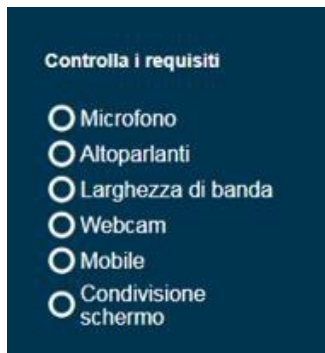 Controlla i requisiti
Microfono
Altoparlanti
Larghezza di banda
Webcam
Mobile
Condivisione
schermo